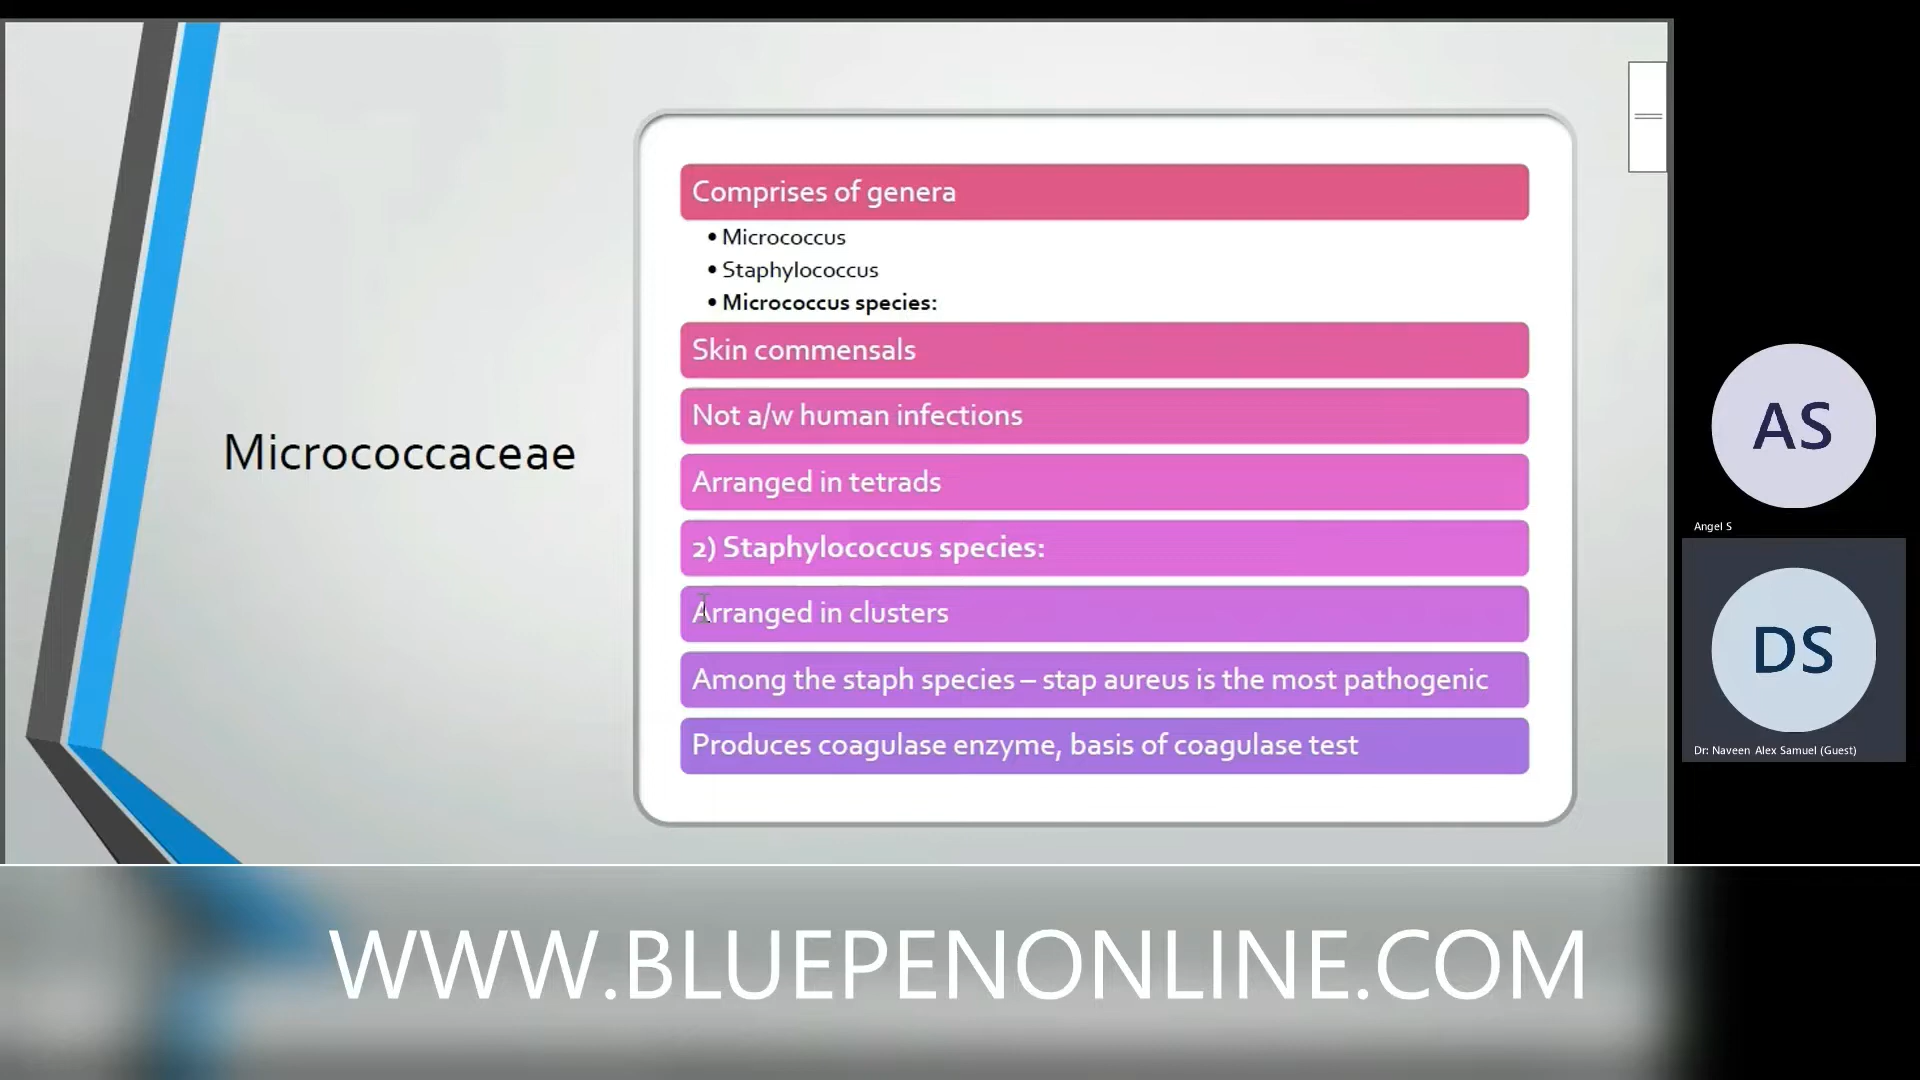 Micrococcaceae
Comprises of genera
• Micrococcus
• Staphylococcus
• Micrococcus species:
Skin commensals
Not a/w human infections
Arranged in tetrads
2) Staphylococcus species:
Arranged in clusters
Among the staph species – stap aureus is the most pathogenic
Produces coagulase enzyme, basis of coagulase test
AS
Angel S
DS
Dr: Naveen Alex Samuel (Guest)
WWW.BLUEPENONLINE.COM